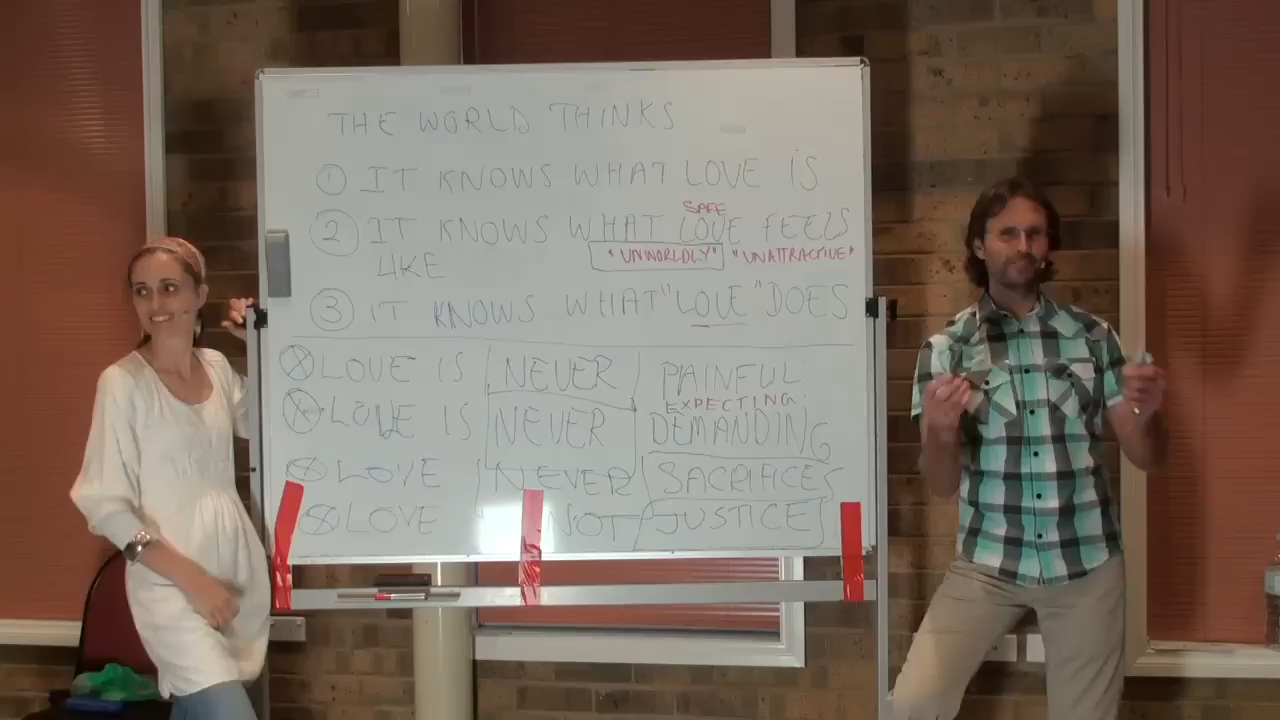 THE WORLD THINKS
① IT KNOWS WHAT LOVE IS
SAFE
② IT KNOWS WHAT LOVE FEELS
"UNWORLDLY" "UNATTRACTIVE"
LIKE
③ IT KNOWS WHAT "LOVE" DOES
LOVE IS NEVER PAINFUL
EXPECTING
LOVE IS NEVER DEMANDING
LOVE NEVER SACRIFICES
LOVE NOT JUSTICE